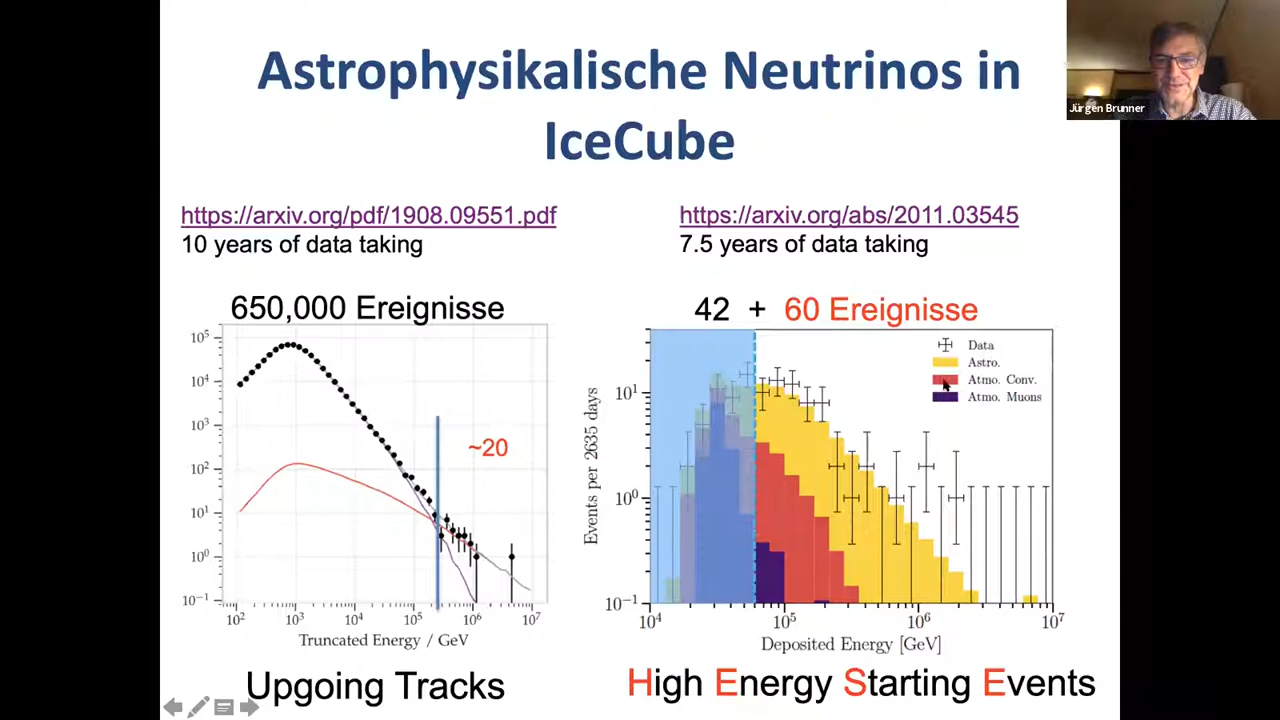 Astrophysikalische Neutrinos in
IceCube
Jürgen Brunner
https://arxiv.org/pdf/1908.09551.pdf
10 years of data taking
https://arxiv.org/abs/2011.03545
7.5 years of data taking
650,000 Ereignisse
10⁵
10⁴
10³
10²
10¹
10⁰
10⁻¹
~20
10² 10³ 10⁴ 10⁵ 10⁶ 10⁷
Truncated Energy / GeV
Upgoing Tracks
42 + 60 Ereignisse
Data
Astro.
Atmo. Conv.
Atmo. Muons
Events per 2635 days
10¹
10⁰
10⁻¹
10⁴ 10⁵ 10⁶ 10⁷
Deposited Energy [GeV]
High Energy Starting Events